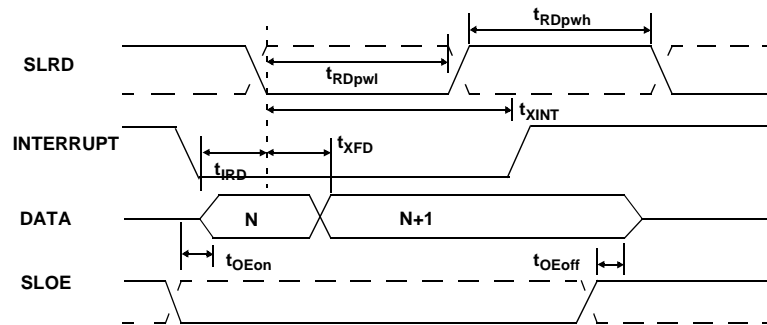 tRDpwh
SLRD
tRDpwl
tXINT
INTERRUPT
tXFD
tIRD
DATA
N
N+1
tOEon
tOEoff
SLOE